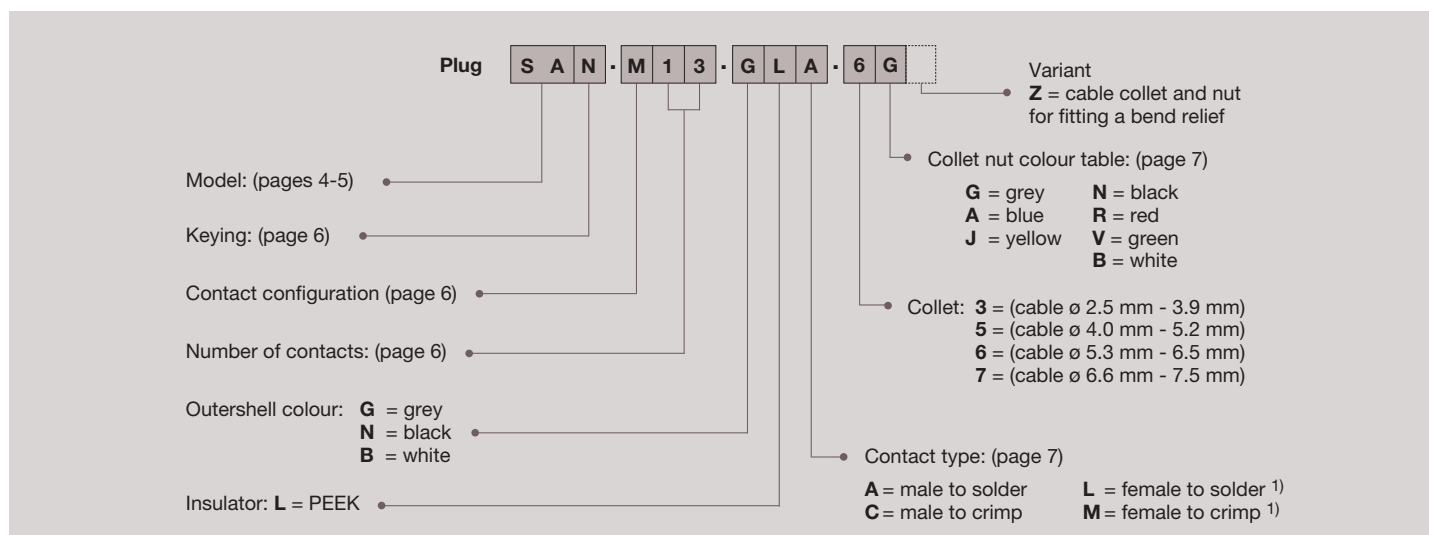 Plug SAN.M13.GLA.6G
Variant
Z = cable collet and nut
for fitting a bend relief
Collet nut colour table: (page 7)
G = grey N = black
A = blue R = red
J = yellow V = green
B = white
Model: (pages 4-5)
Keying: (page 6)
Contact configuration (page 6)
Collet: 3 = (cable ø 2.5 mm - 3.9 mm)
5 = (cable ø 4.0 mm - 5.2 mm)
6 = (cable ø 5.3 mm - 6.5 mm)
7 = (cable ø 6.6 mm - 7.5 mm)
Number of contacts: (page 6)
Outershell colour: G = grey
N = black
B = white
Contact type: (page 7)
A = male to solder L = female to solder 1)
C = male to crimp M = female to crimp 1)
Insulator: L = PEEK